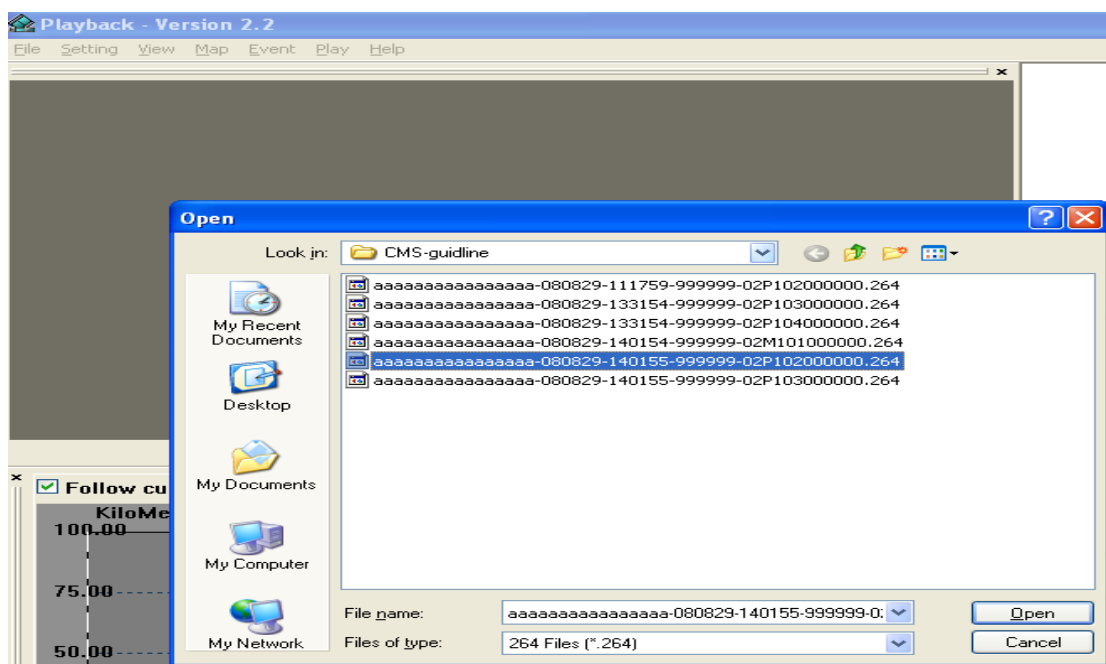 Playback - Version 2.2
File Setting View Map Event Play Help
Open
Look in: CMS-guidline
aaaaaaaaaaaaaaaa-080829-111759-999999-02P102000000.264
aaaaaaaaaaaaaaaa-080829-133154-999999-02P103000000.264
aaaaaaaaaaaaaaaa-080829-133154-999999-02P104000000.264
aaaaaaaaaaaaaaaa-080829-140154-999999-02M101000000.264
aaaaaaaaaaaaaaaa-080829-140155-999999-02P102000000.264
aaaaaaaaaaaaaaaa-080829-140155-999999-02P103000000.264
My Recent
Documents
Desktop
My Documents
My Computer
My Network
File name: aaaaaaaaaaaaaaaa-080829-140155-999999-0
Open
Files of type: 264 Files (*.264)
Cancel
Follow cu
KiloMe
100.00
75.00
50.00